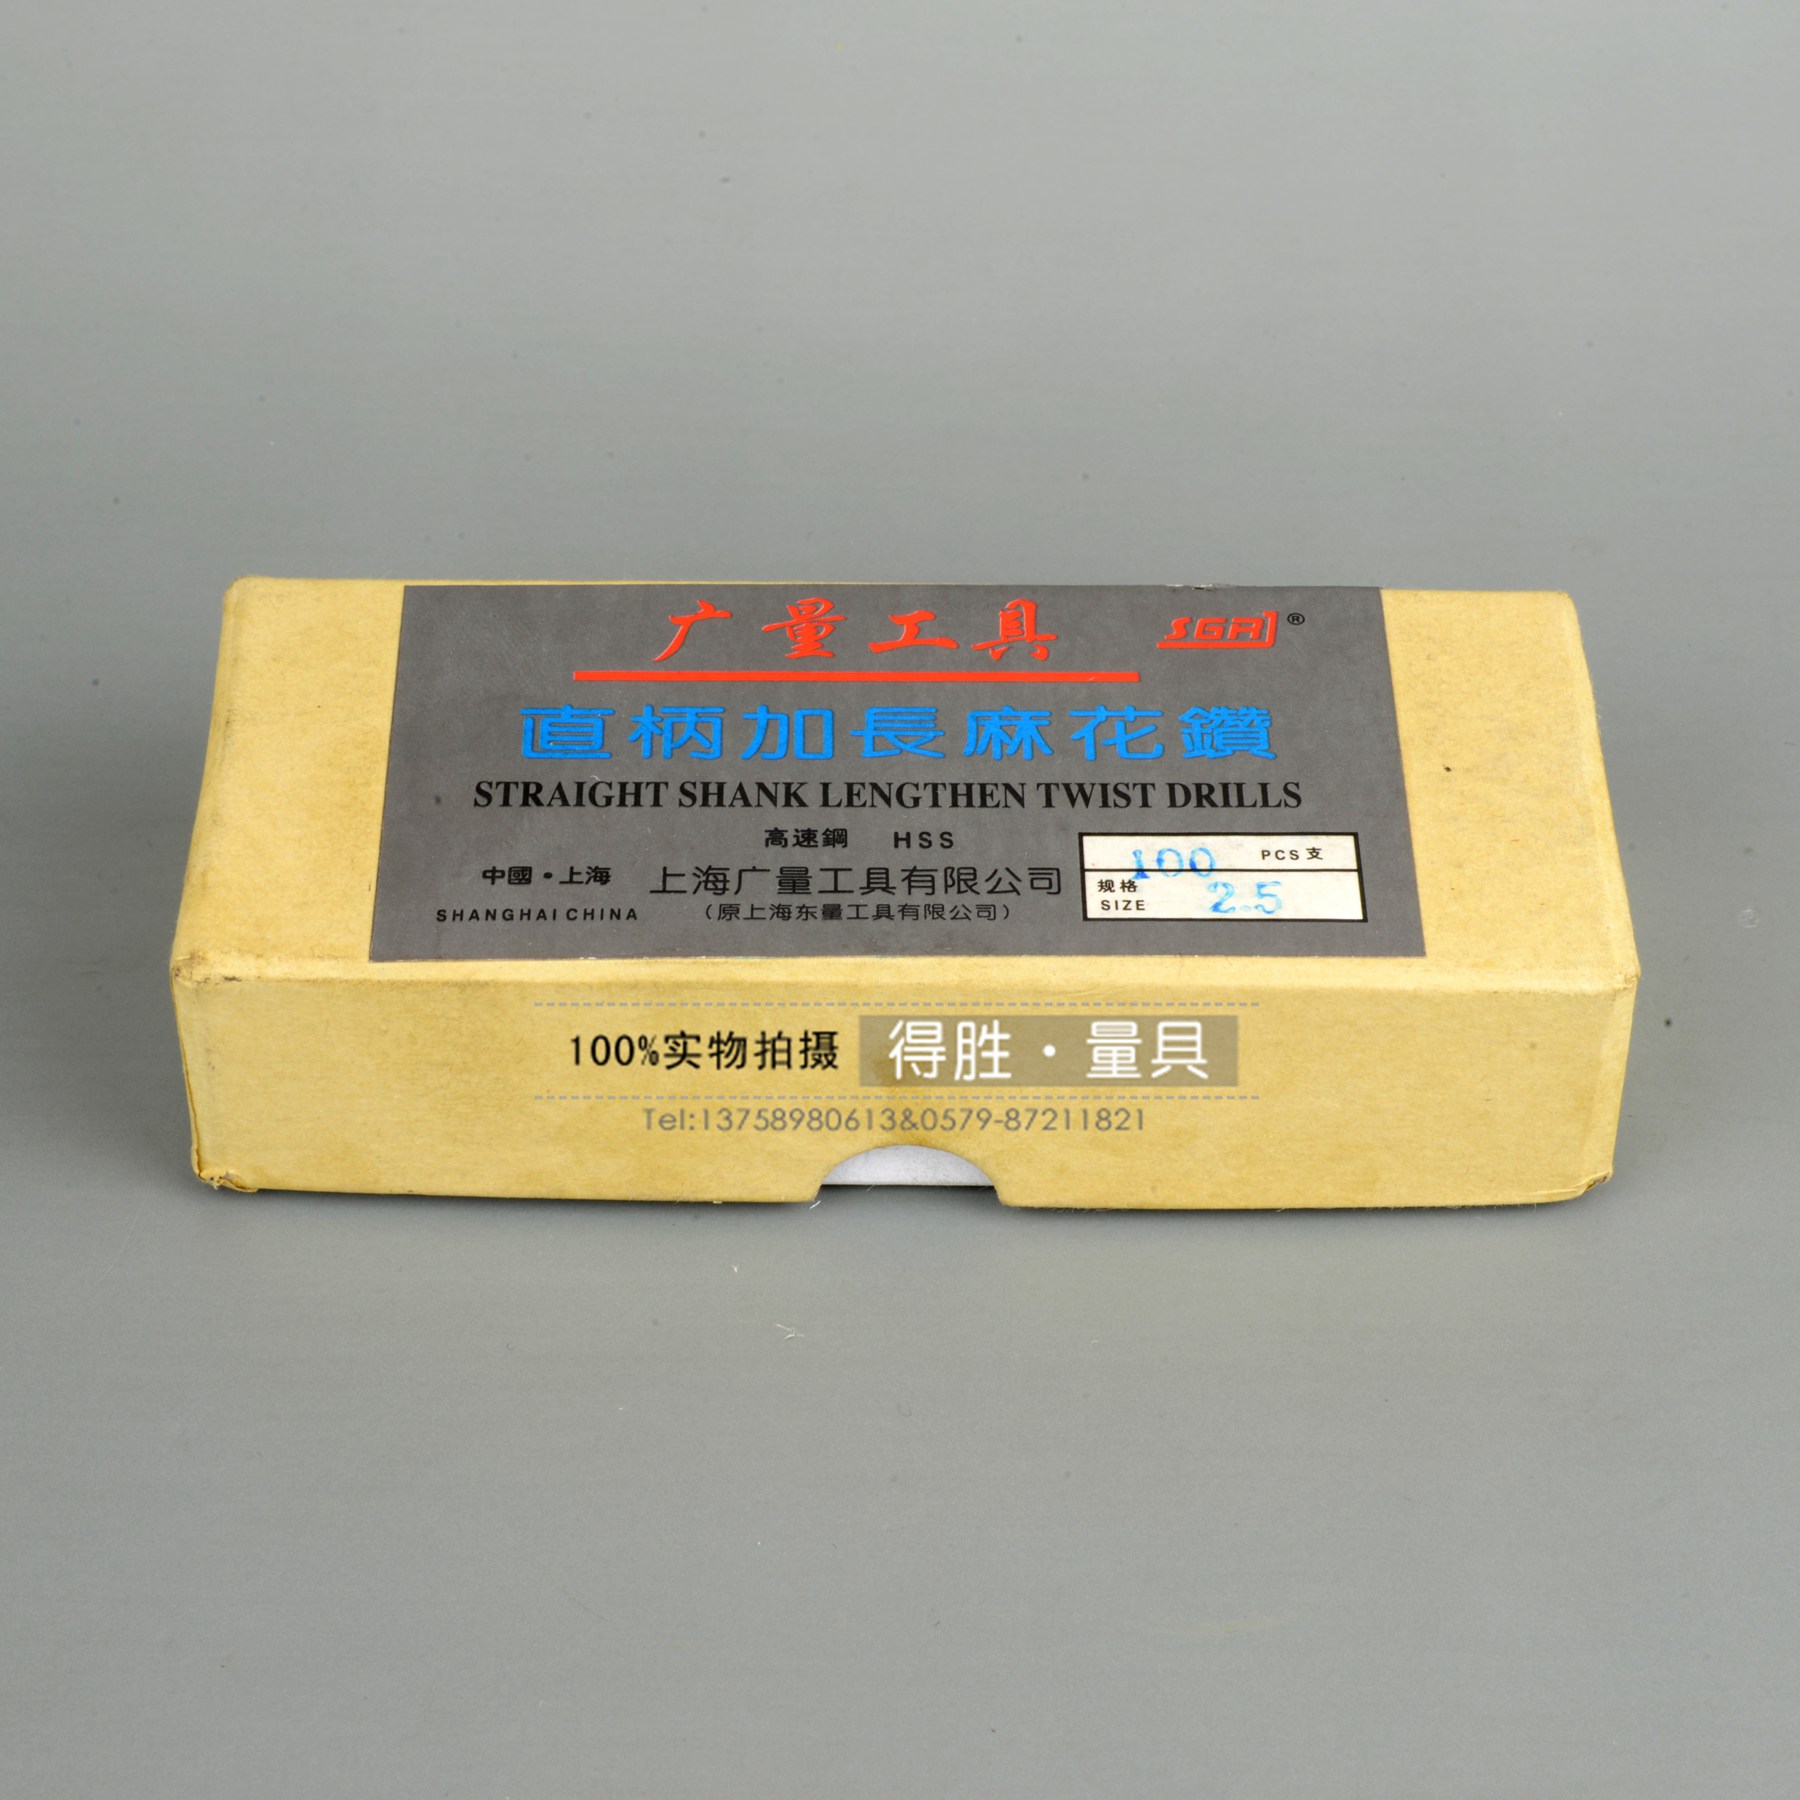 广量工具 SGR ®
直柄加長麻花鑽
STRAIGHT SHANK LENGTHEN TWIST DRILLS
高速鋼 HSS
中國·上海 上海广量工具有限公司
SHANGHAI CHINA (原上海东量工具有限公司)
100 PCS支
规格 2.5
SIZE
100%实物拍摄 得胜·量具
Tel:13758980613&0579-87211821